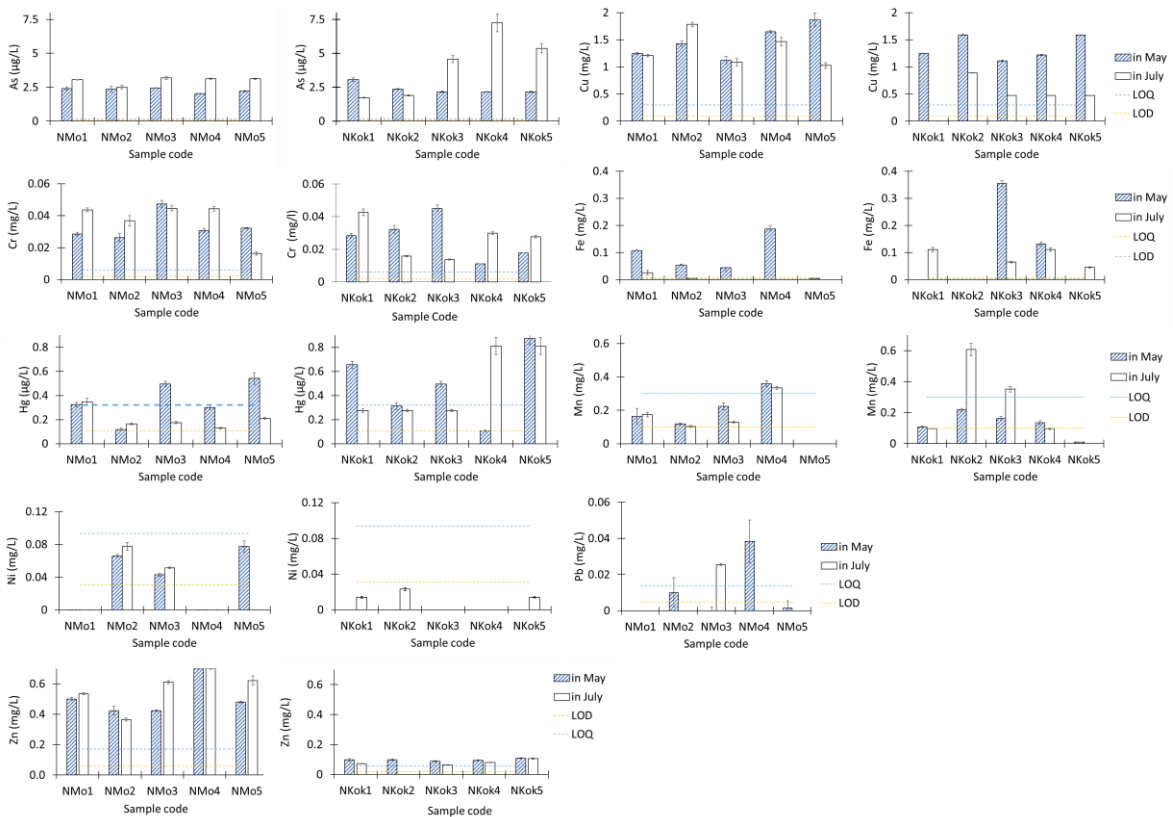 As (µg/L)
7.5
5
2.5
0
NMo1 NMo2 NMo3 NMo4 NMo5
Sample code
As (µg/L)
7.5
5
2.5
0
NKok1 NKok2 NKok3 NKok4 NKok5
Sample code
Cu (mg/L)
2
1.5
1
0.5
0
NMo1 NMo2 NMo3 NMo4 NMo5
Sample code
Cu (mg/L)
2
1.5
1
0.5
0
NKok1 NKok2 NKok3 NKok4 NKok5
Sample code
in May
in July
LOQ
LOD
Cr (mg/L)
0.06
0.04
0.02
0
NMo1 NMo2 NMo3 NMo4 NMo5
Sample code
Cr (mg/l)
0.06
0.04
0.02
0
NKok1 NKok2 NKok3 NKok4 NKok5
Sample Code
Fe (mg/L)
0.4
0.3
0.2
0.1
0
NMo1 NMo2 NMo3 NMo4 NMo5
Sample code
Fe (mg/L)
0.4
0.3
0.2
0.1
0
NKok1 NKok2 NKok3 NKok4 NKok5
Sample code
in May
in July
LOQ
LOD
Hg (µg/L)
0.8
0.6
0.4
0.2
0
NMo1 NMo2 NMo3 NMo4 NMo5
Sample code
Hg (µg/L)
0.8
0.6
0.4
0.2
0
NKok1 NKok2 NKok3 NKok4 NKok5
Sample code
Mn (mg/L)
0.6
0.4
0.2
0
NMo1 NMo2 NMo3 NMo4 NMo5
Sample code
Mn (mg/L)
0.6
0.4
0.2
0
NKok1 NKok2 NKok3 NKok4 NKok5
Sample code
in May
in July
LOQ
LOD
Ni (mg/L)
0.12
0.08
0.04
0
NMo1 NMo2 NMo3 NMo4 NMo5
Sample code
Ni (mg/L)
0.12
0.08
0.04
0
NKok1 NKok2 NKok3 NKok4 NKok5
Sample code
Pb (mg/L)
0.06
0.04
0.02
0
NMo1 NMo2 NMo3 NMo4 NMo5
Sample code
in May
in July
LOQ
LOD
Zn (mg/L)
0.6
0.4
0.2
0.0
NMo1 NMo2 NMo3 NMo4 NMo5
Sample code
Zn (mg/L)
0.6
0.4
0.2
0
NKok1 NKok2 NKok3 NKok4 NKok5
Sample code
in May
in July
LOD
LOQ